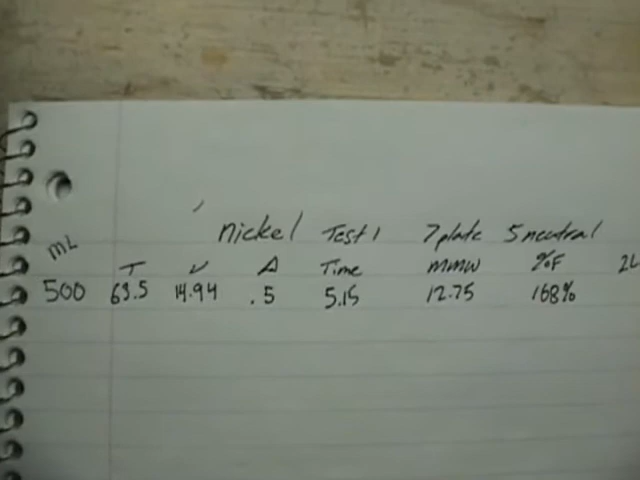 nickel Test 1 7 plate 5 neutral
mL T V A Time MMW %F 2L
500 63.5 14.94 .5 5.15 12.75 168%